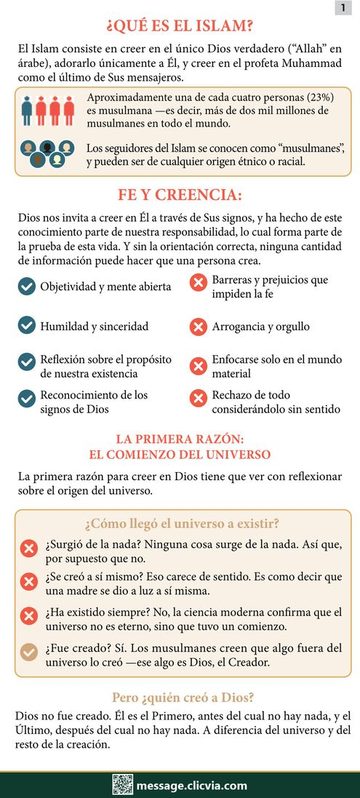 1
¿QUÉ ES EL ISLAM?
El Islam consiste en creer en el único Dios verdadero (“Allah” en
árabe), adorarlo únicamente a Él, y creer en el profeta Muhammad
como el último de Sus mensajeros.
Aproximadamente una de cada cuatro personas (23%)
es musulmana —es decir, más de dos mil millones de
musulmanes en todo el mundo.
Los seguidores del Islam se conocen como “musulmanes”,
y pueden ser de cualquier origen étnico o racial.
FE Y CREENCIA:
Dios nos invita a creer en Él a través de Sus signos, y ha hecho de este
conocimiento parte de nuestra responsabilidad, lo cual forma parte de
la prueba de esta vida. Y sin la orientación correcta, ninguna cantidad
de información puede hacer que una persona crea.
Objetividad y mente abierta
Barreras y prejuicios que
impiden la fe
Humildad y sinceridad
Arrogancia y orgullo
Reflexión sobre el propósito
de nuestra existencia
Enfocarse solo en el mundo
material
Reconocimiento de los
signos de Dios
Rechazo de todo
considerándolo sin sentido
LA PRIMERA RAZÓN:
EL COMIENZO DEL UNIVERSO
La primera razón para creer en Dios tiene que ver con reflexionar
sobre el origen del universo.
¿Cómo llegó el universo a existir?
¿Surgió de la nada? Ninguna cosa surge de la nada. Así que,
por supuesto que no.
¿Se creó a sí mismo? Eso carece de sentido. Es como decir que
una madre se dio a luz a sí misma.
¿Ha existido siempre? No, la ciencia moderna confirma que el
universo no es eterno, sino que tuvo un comienzo.
¿Fue creado? Sí. Los musulmanes creen que algo fuera del
universo lo creó —ese algo es Dios, el Creador.
Pero ¿quién creó a Dios?
Dios no fue creado. Él es el Primero, antes del cual no hay nada, y el
Último, después del cual no hay nada. A diferencia del universo y del
resto de la creación.
message.clicvia.com